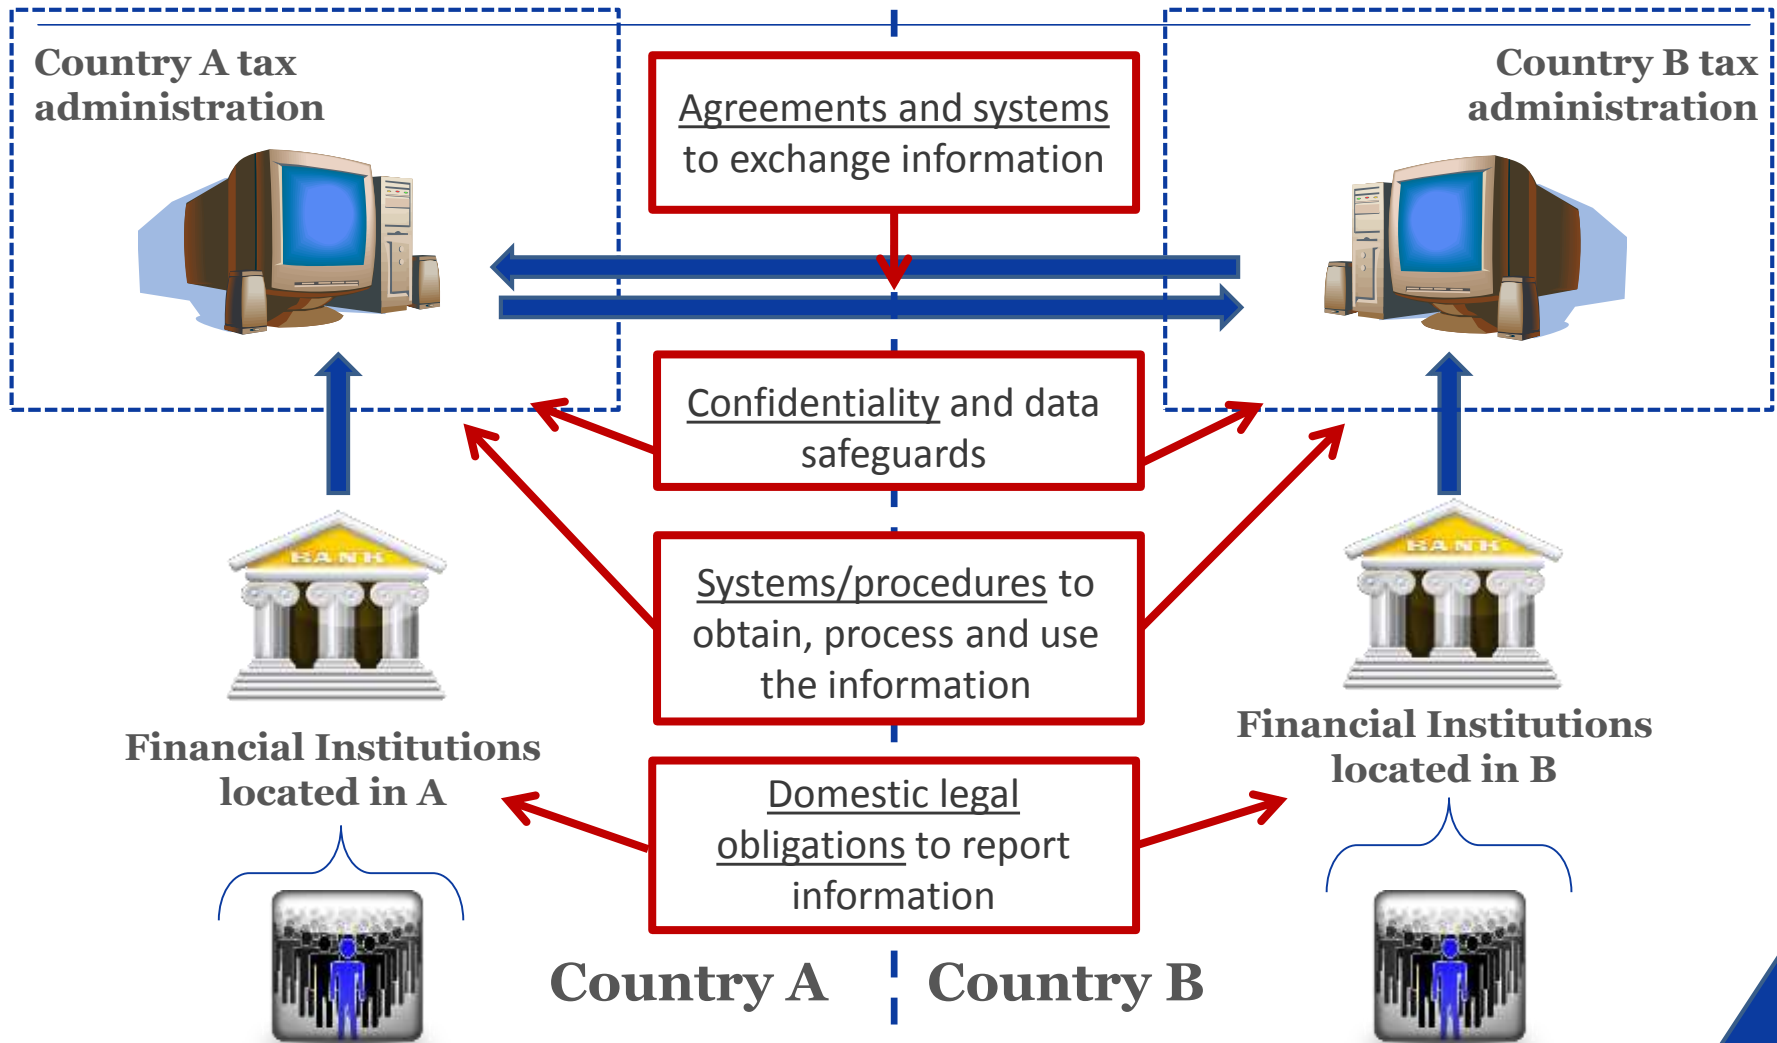 Country A tax
administration
Country B tax
administration
Agreements and systems
to exchange information
Confidentiality and data
safeguards
BANK
BANK
Systems/procedures to
obtain, process and use
the information
Financial Institutions
located in A
Financial Institutions
located in B
Domestic legal
obligations to report
information
Country A
Country B